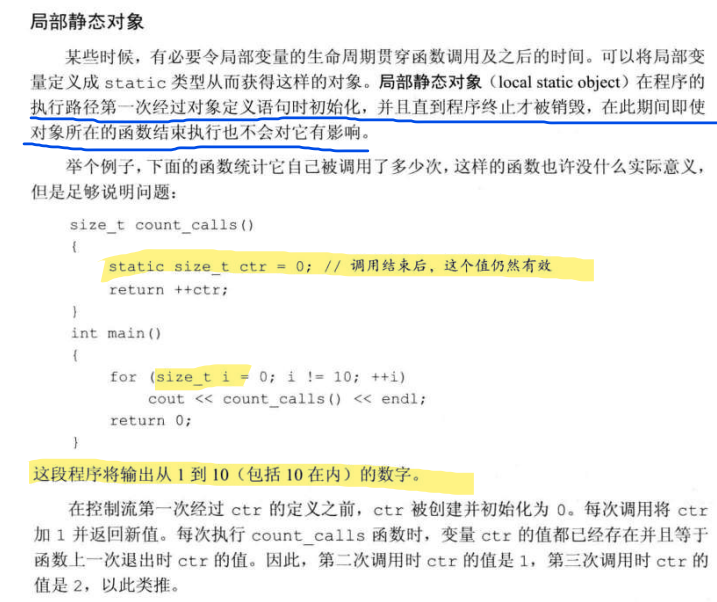 局部静态对象
某些时候，有必要令局部变量的生命周期贯穿函数调用及之后的时间。可以将局部变
量定义成 static 类型从而获得这样的对象。局部静态对象（local static object）在程序的
执行路径第一次经过对象定义语句时初始化，并且直到程序终止才被销毁，在此期间即使
对象所在的函数结束执行也不会对它有影响。
举个例子，下面的函数统计它自己被调用了多少次，这样的函数也许没什么实际意义，
但是足够说明问题：
size_t count_calls()
{
static size_t ctr = 0; // 调用结束后，这个值仍然有效
return ++ctr;
}
int main()
{
for (size_t i = 0; i != 10; ++i)
cout << count_calls() << endl;
return 0;
}
这段程序将输出从 1 到 10（包括 10 在内）的数字。
在控制流第一次经过 ctr 的定义之前，ctr 被创建并初始化为 0。每次调用将 ctr
加 1 并返回新值。每次执行 count_calls 函数时，变量 ctr 的值都已经存在并且等于
函数上一次退出时 ctr 的值。因此，第二次调用时 ctr 的值是 1，第三次调用时 ctr 的
值是 2，以此类推。